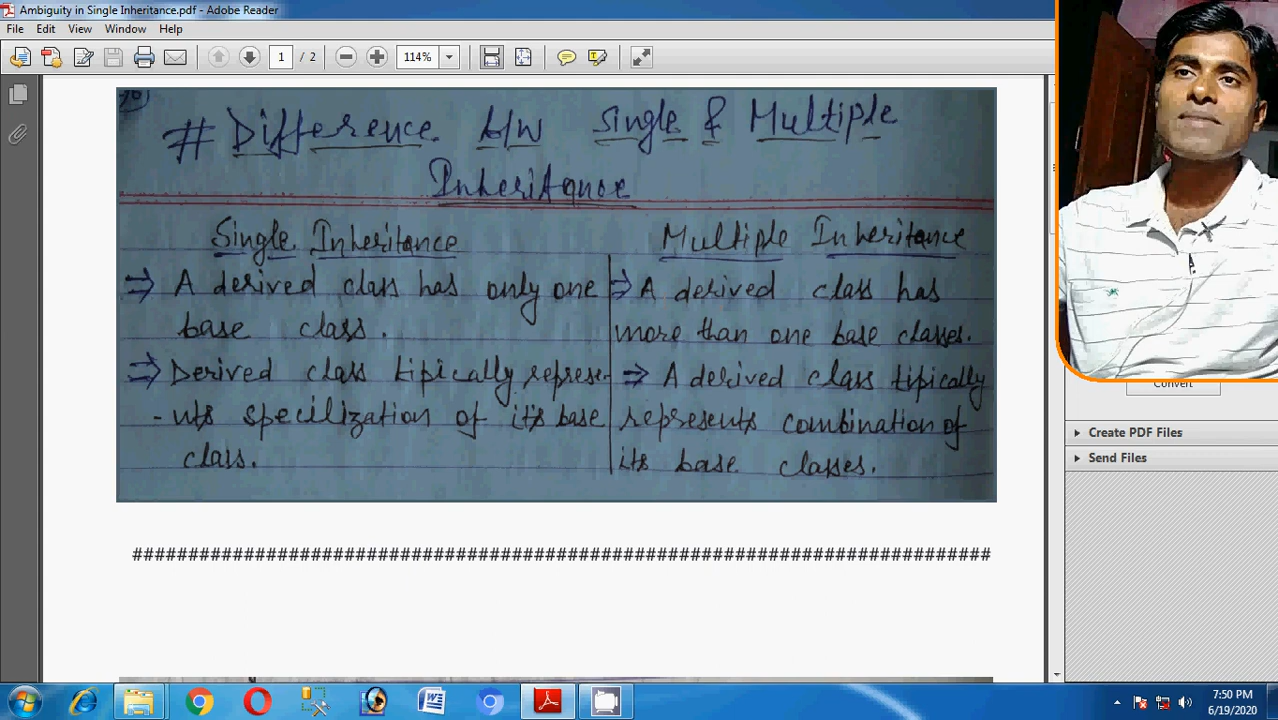 Ambiguity in Single Inheritance.pdf - Adobe Reader
File Edit View Window Help
1 / 2 114%
# Difference b/w Single & Multiple
Inheritance
Single Inheritance
⇒ A derived class has only one
base class.
⇒ Derived class tipically represe-
-nts specilization of it's base
class.
Multiple Inheritance
⇒ A derived class has
more than one base classes.
⇒ A derived class tipically
represents combination of
its base classes.
##############################################################################
Convert
Create PDF Files
Send Files
7:50 PM
6/19/2020